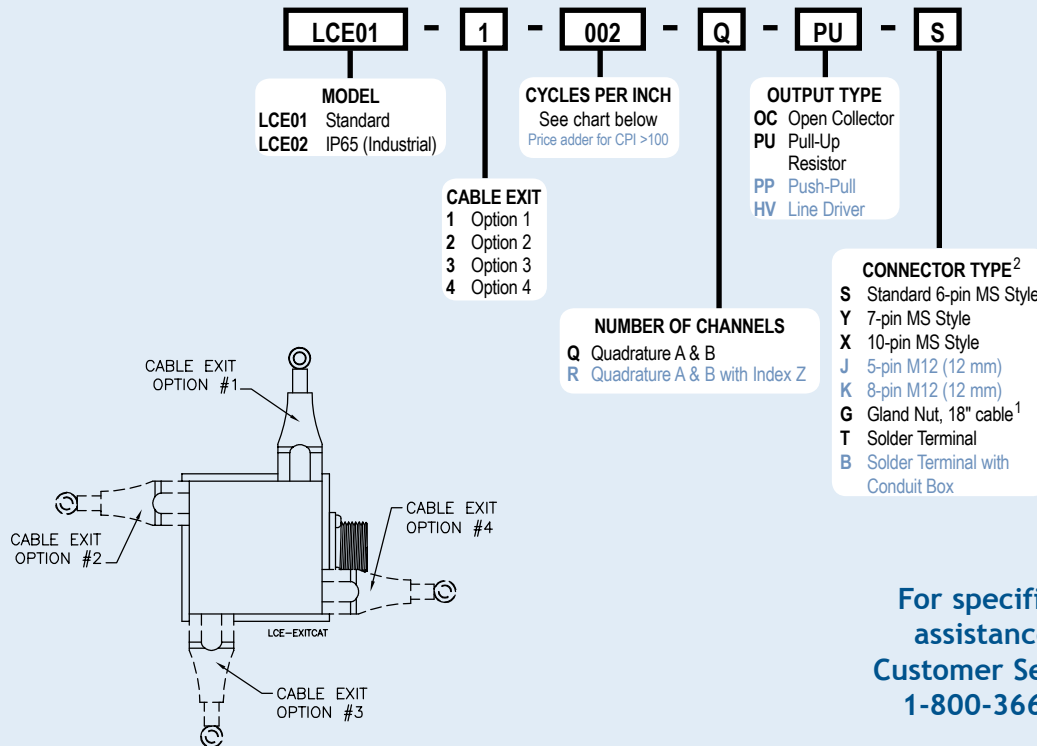 LCE01 - 1 - 002 - Q - PU - S
MODEL
LCE01 Standard
LCE02 IP65 (Industrial)
CYCLES PER INCH
See chart below
Price adder for CPI >100
OUTPUT TYPE
OC Open Collector
PU Pull-Up
Resistor
PP Push-Pull
HV Line Driver
CABLE EXIT
1 Option 1
2 Option 2
3 Option 3
4 Option 4
NUMBER OF CHANNELS
Q Quadrature A & B
R Quadrature A & B with Index Z
CONNECTOR TYPE2
S Standard 6-pin MS Style
Y 7-pin MS Style
X 10-pin MS Style
J 5-pin M12 (12 mm)
K 8-pin M12 (12 mm)
G Gland Nut, 18" cable1
T Solder Terminal
B Solder Terminal with
Conduit Box
CABLE EXIT
OPTION #1
CABLE EXIT
OPTION #2
CABLE EXIT
OPTION #4
LCE-EXITCAT
CABLE EXIT
OPTION #3
For specifi
assistance
Customer Se
1-800-366